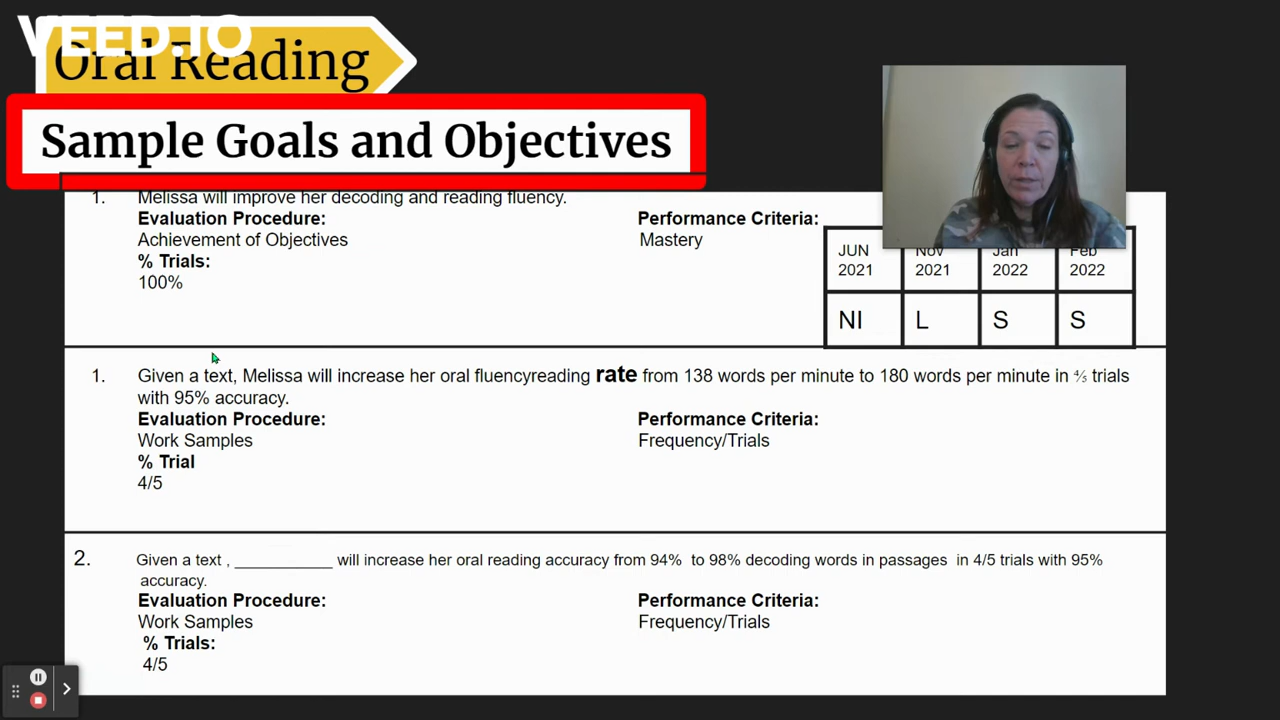 VEED.IO
Oral Reading
Sample Goals and Objectives
1. Melissa will improve her decoding and reading fluency.
Evaluation Procedure: Performance Criteria:
Achievement of Objectives Mastery
% Trials:
100%
JUN Nov Jan Feb
2021 2021 2022 2022
NI L S S
1. Given a text, Melissa will increase her oral fluencyreading rate from 138 words per minute to 180 words per minute in ⅘ trials
with 95% accuracy.
Evaluation Procedure: Performance Criteria:
Work Samples Frequency/Trials
% Trial
4/5
2. Given a text , ___________ will increase her oral reading accuracy from 94% to 98% decoding words in passages in 4/5 trials with 95%
accuracy.
Evaluation Procedure: Performance Criteria:
Work Samples Frequency/Trials
% Trials:
4/5